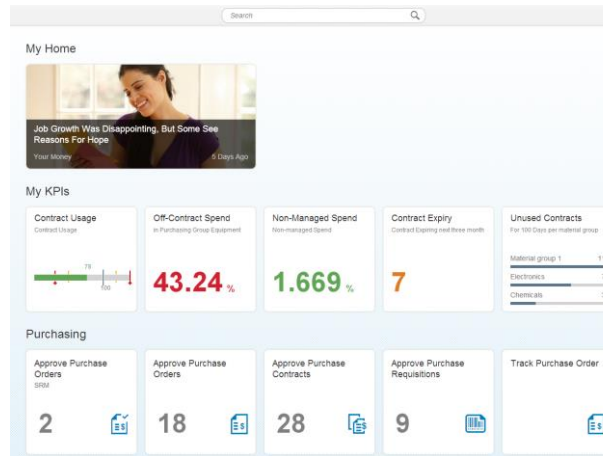 Search
My Home
Job Growth Was Disappointing, But Some See
Reasons For Hope
Your Money
5 Days Ago
My KPIs
Contract Usage
Contract Usage
78
100
Off-Contract Spend
in Purchasing Group Equipment
43.24 %
Non-Managed Spend
Non-managed Spend
1.669 %
Contract Expiry
Contract Expiring next three month
7
Unused Contracts
For 100 Days per material group
Material group 1
Electronics
Chemicals
Purchasing
Approve Purchase
Orders
SRM
2
Approve Purchase
Orders
18
Approve Purchase
Contracts
28
Approve Purchase
Requisitions
9
Track Purchase Order